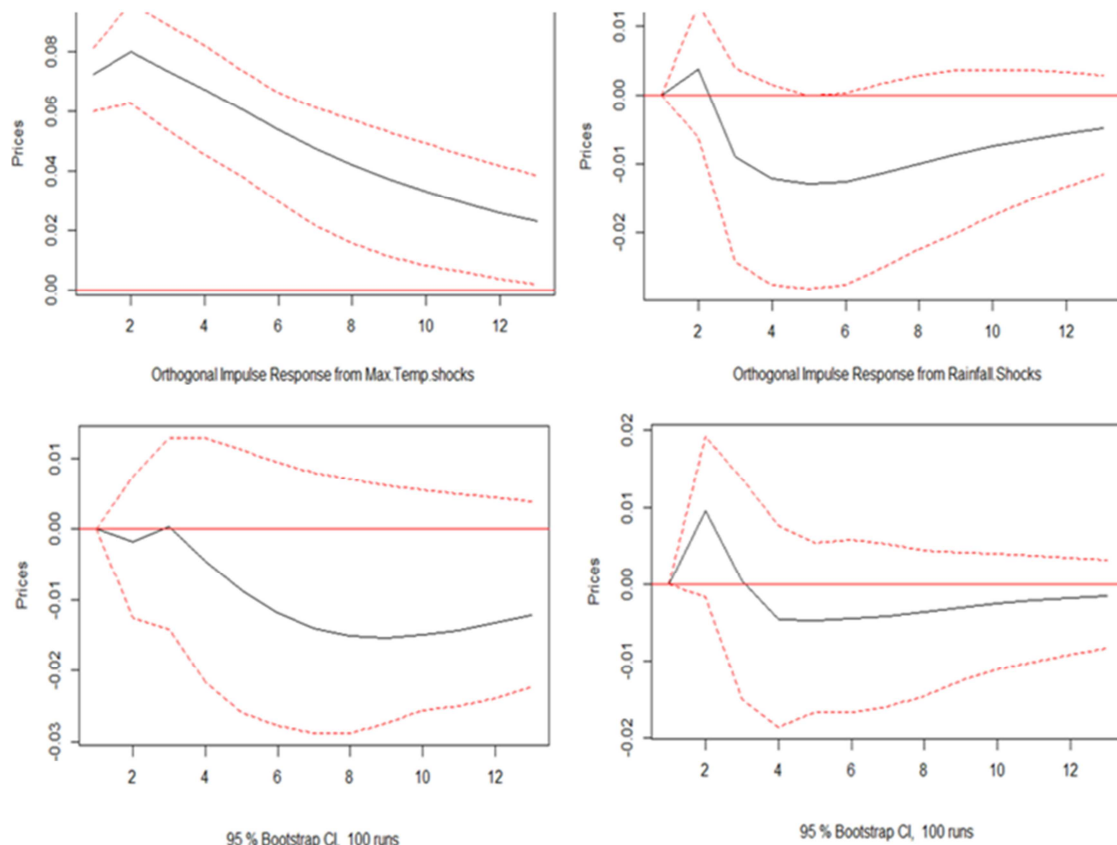 0.08
0.06
0.04
0.02
0.00
Prices
2 4 6 8 10 12
0.01
0.00
-0.01
-0.02
Prices
2 4 6 8 10 12
Orthogonal Impulse Response from Max.Temp.shocks
Orthogonal Impulse Response from Rainfall.Shocks
0.01
0.00
-0.01
-0.02
-0.03
Prices
2 4 6 8 10 12
0.02
0.01
0.00
-0.01
-0.02
Prices
2 4 6 8 10 12
95 % Bootstrap CI, 100 runs
95 % Bootstrap CI, 100 runs